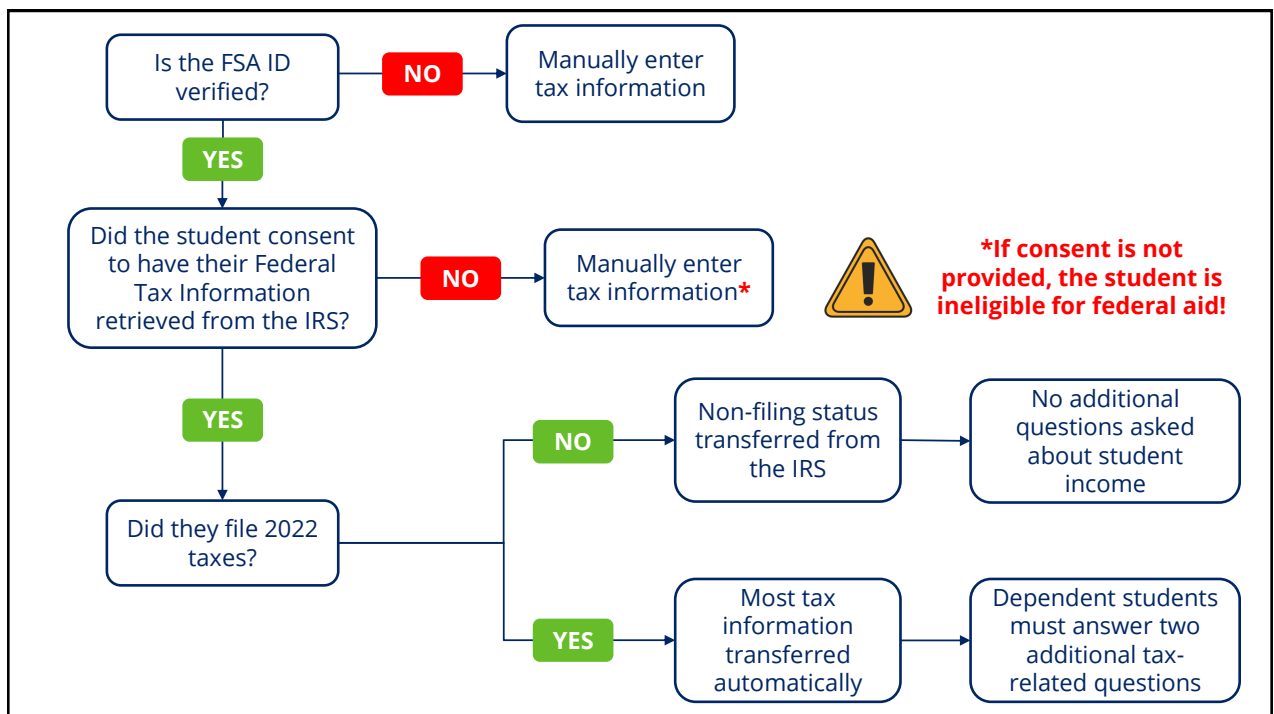 Is the FSA ID
verified?
NO
Manually enter
tax information
YES
Did the student consent
to have their Federal
Tax Information
retrieved from the IRS?
NO
Manually enter
tax information*
*If consent is not
provided, the student is
ineligible for federal aid!
YES
Did they file 2022
taxes?
NO
Non-filing status
transferred from
the IRS
No additional
questions asked
about student
income
YES
Most tax
information
transferred
automatically
Dependent students
must answer two
additional tax-
related questions